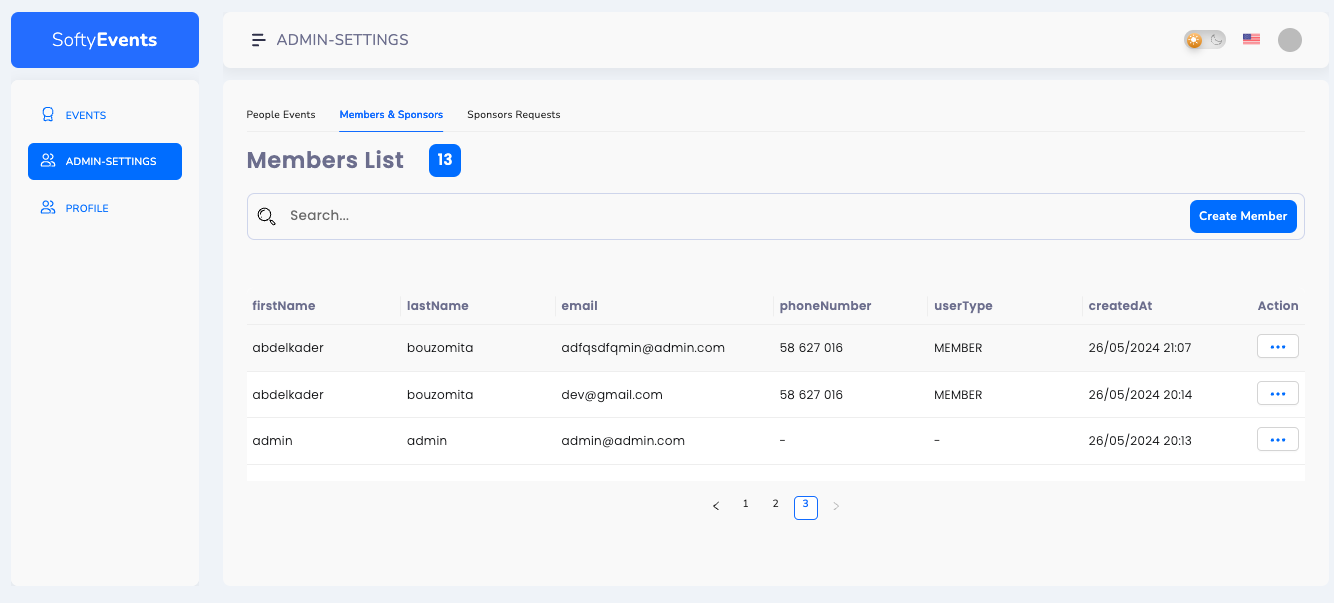 SoftyEvents
ADMIN-SETTINGS
EVENTS
ADMIN-SETTINGS
PROFILE
People Events Members & Sponsors Sponsors Requests
Members List 13
Search... Create Member
firstName lastName email phoneNumber userType createdAt Action
abdelkader bouzomita adfqsdfqmin@admin.com 58 627 016 MEMBER 26/05/2024 21:07
abdelkader bouzomita dev@gmail.com 58 627 016 MEMBER 26/05/2024 20:14
admin admin admin@admin.com - - 26/05/2024 20:13
< 1 2 3 >